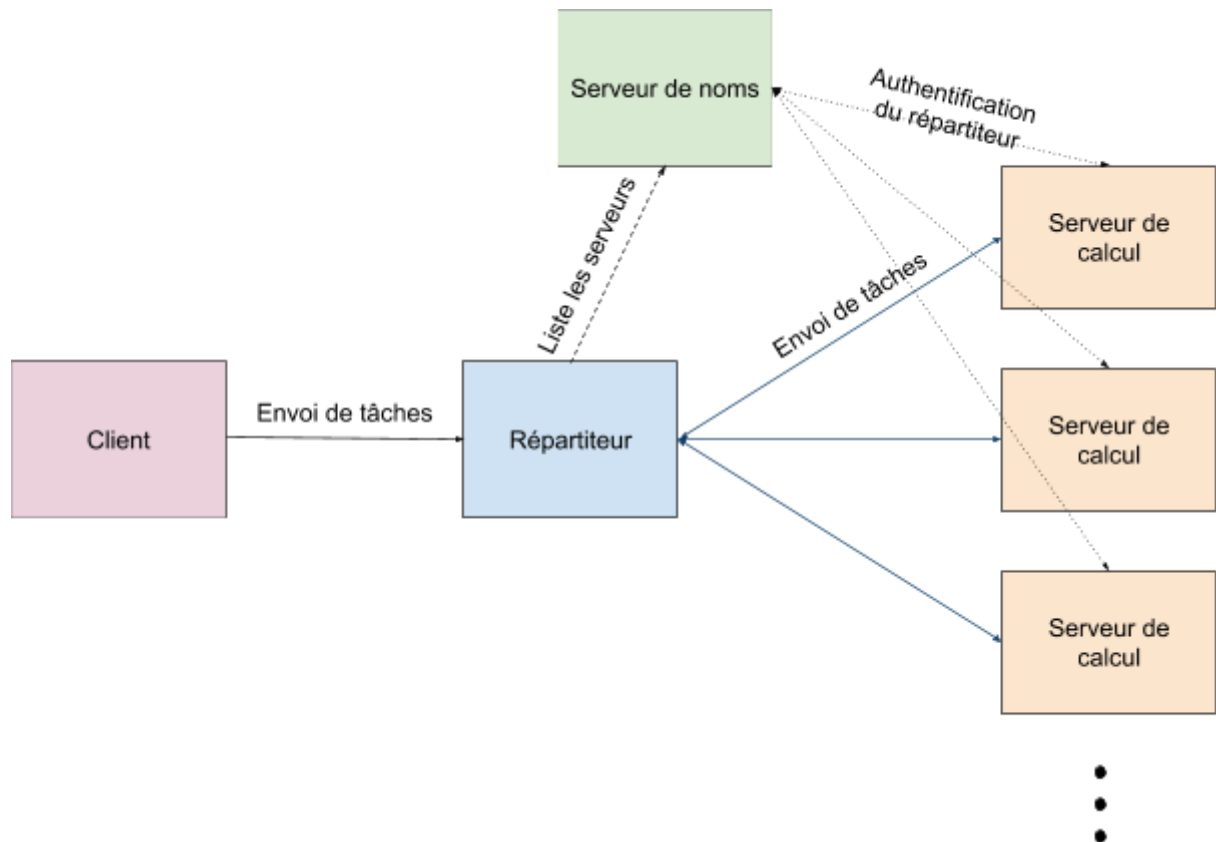 Serveur de noms
Authentification
du répartiteur
Liste les serveurs
Serveur de
calcul
Envoi de tâches
Client
Envoi de tâches
Répartiteur
Serveur de
calcul
Serveur de
calcul